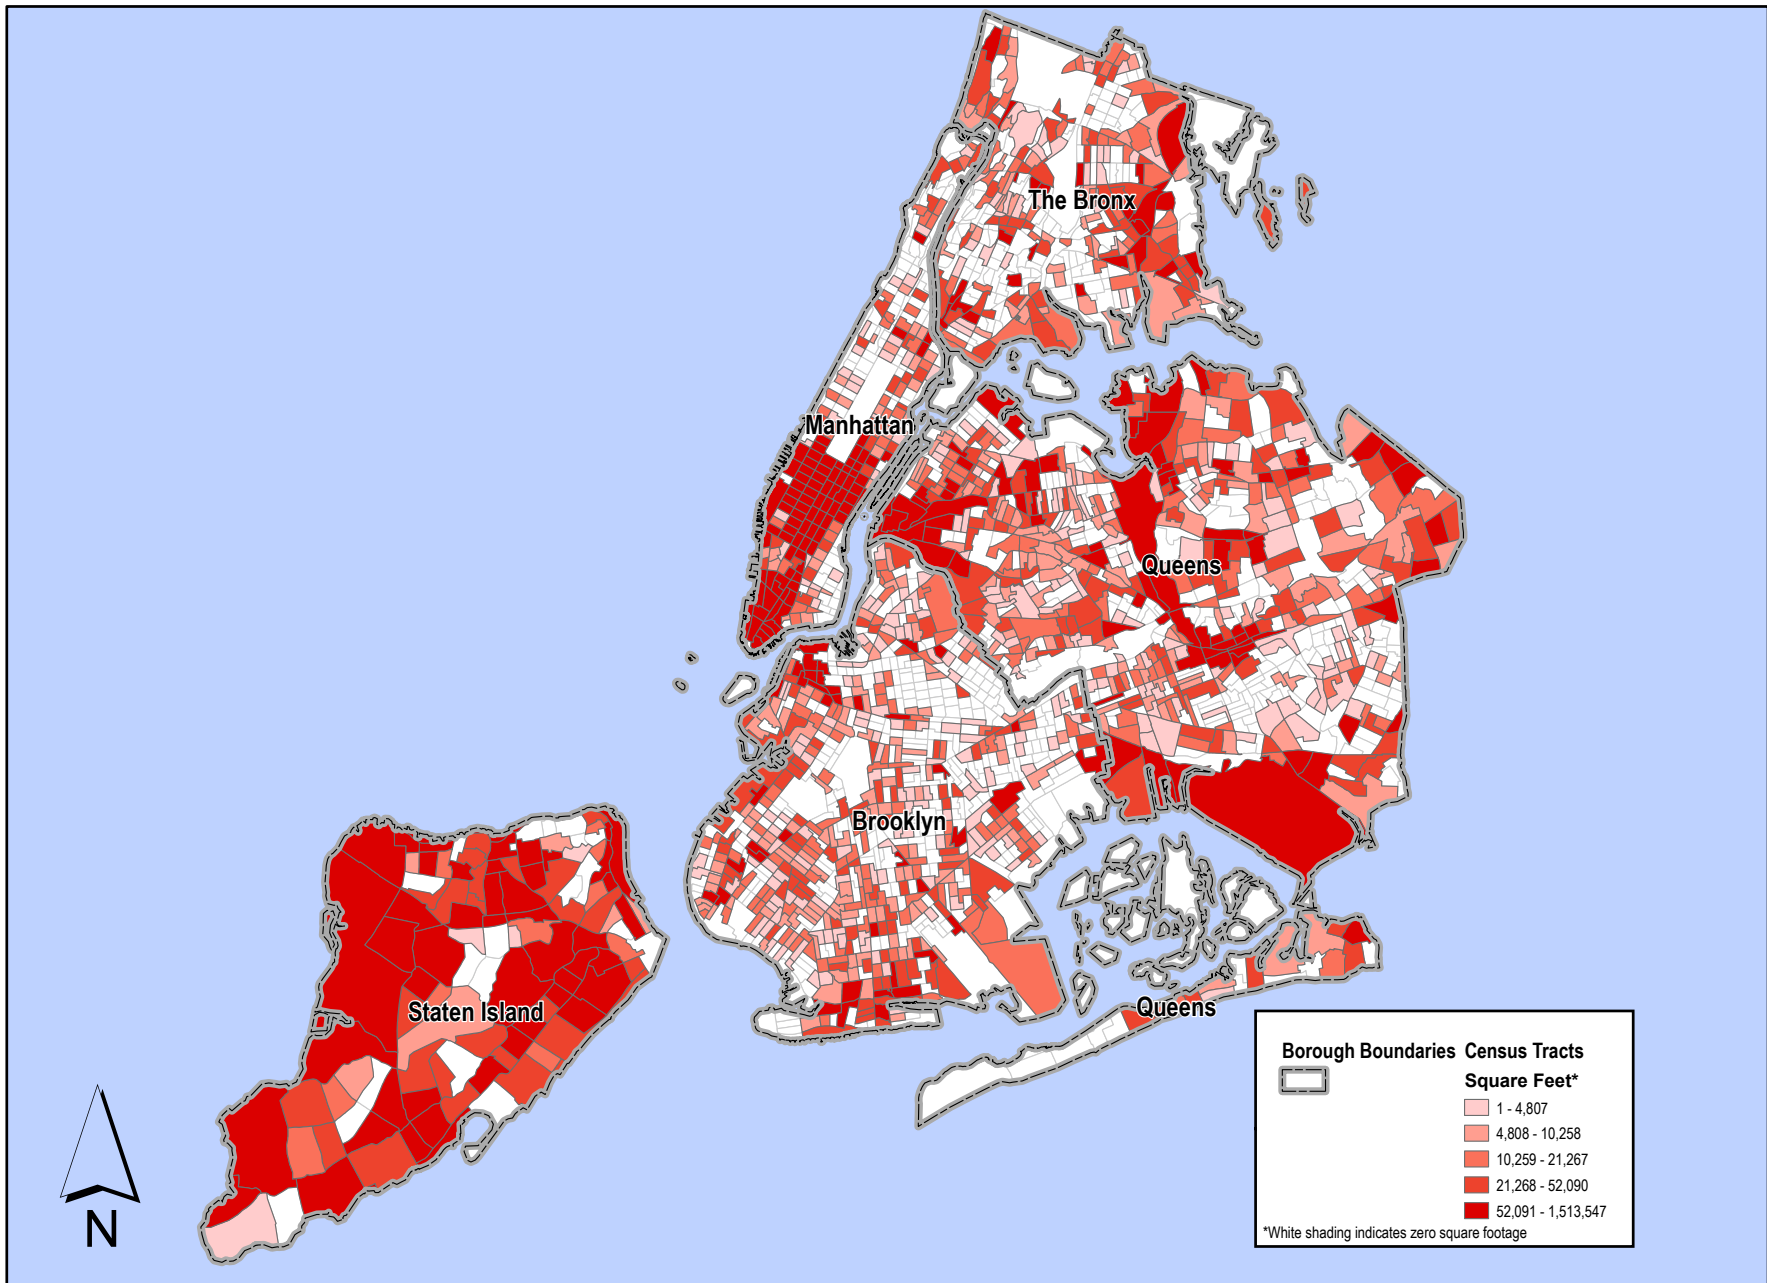 The Bronx
Manhattan
Queens
Brooklyn
Staten Island
Queens
N
Borough Boundaries Census Tracts
Square Feet*
1 - 4,807
4,808 - 10,258
10,259 - 21,267
21,268 - 52,090
52,091 - 1,513,547
*White shading indicates zero square footage